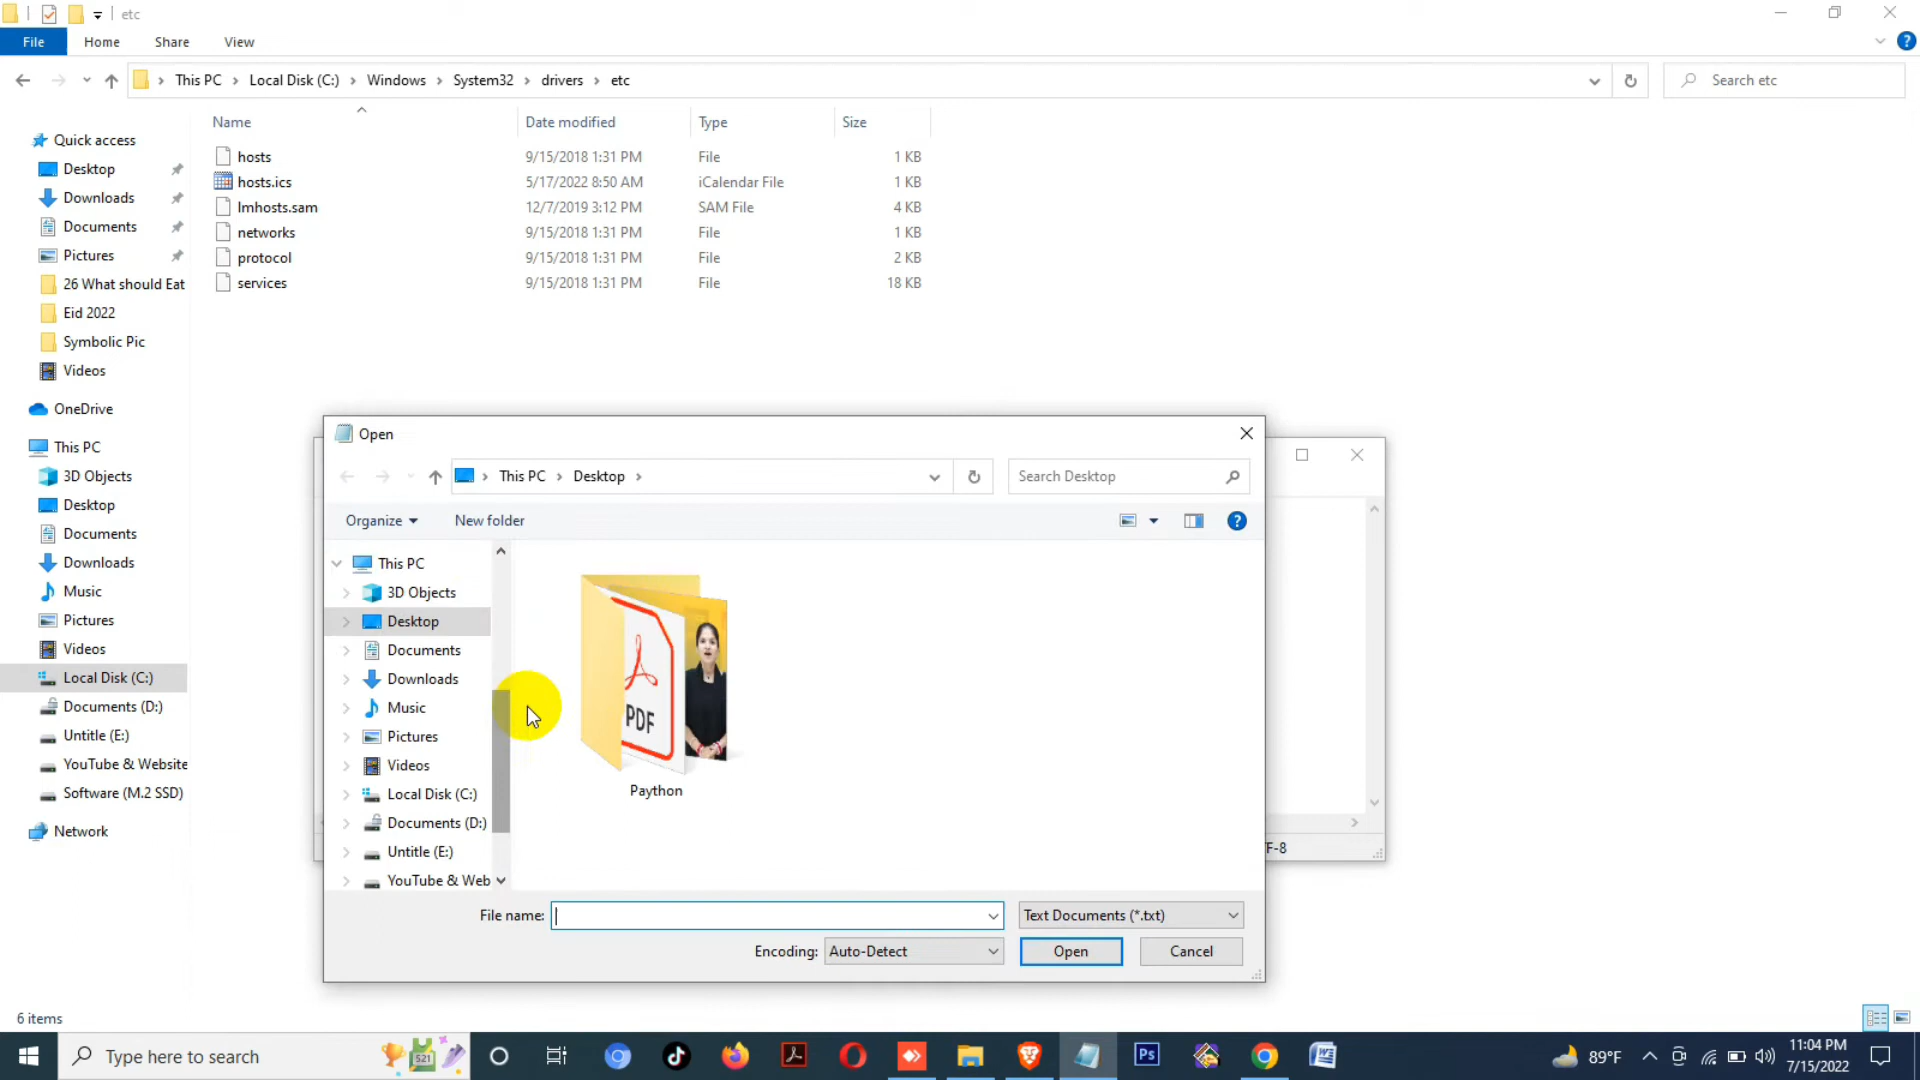 etc
File Home Share View
This PC Local Disk (C:) Windows System32 drivers etc
Search etc
Name Date modified Type Size
hosts 9/15/2018 1:31 PM File 1 KB
hosts.ics 5/17/2022 8:50 AM iCalendar File 1 KB
lmhosts.sam 12/7/2019 3:12 PM SAM File 4 KB
networks 9/15/2018 1:31 PM File 1 KB
protocol 9/15/2018 1:31 PM File 2 KB
services 9/15/2018 1:31 PM File 18 KB
Quick access
Desktop
Downloads
Documents
Pictures
26 What should Eat
Eid 2022
Symbolic Pic
Videos
OneDrive
This PC
3D Objects
Desktop
Documents
Downloads
Music
Pictures
Videos
Local Disk (C:)
Documents (D:)
Untitle (E:)
YouTube & Website
Software (M.2 SSD)
Network
Open
This PC Desktop
Search Desktop
Organize New folder
This PC
3D Objects
Desktop
Documents
Downloads
Music
Pictures
Videos
Local Disk (C:)
Documents (D:)
Untitle (E:)
YouTube & Web
PDF
Paython
File name:
Text Documents (*.txt)
Encoding: Auto-Detect
Open Cancel
F-8
6 items
Type here to search
521
Ps
89°F
11:04 PM
7/15/2022